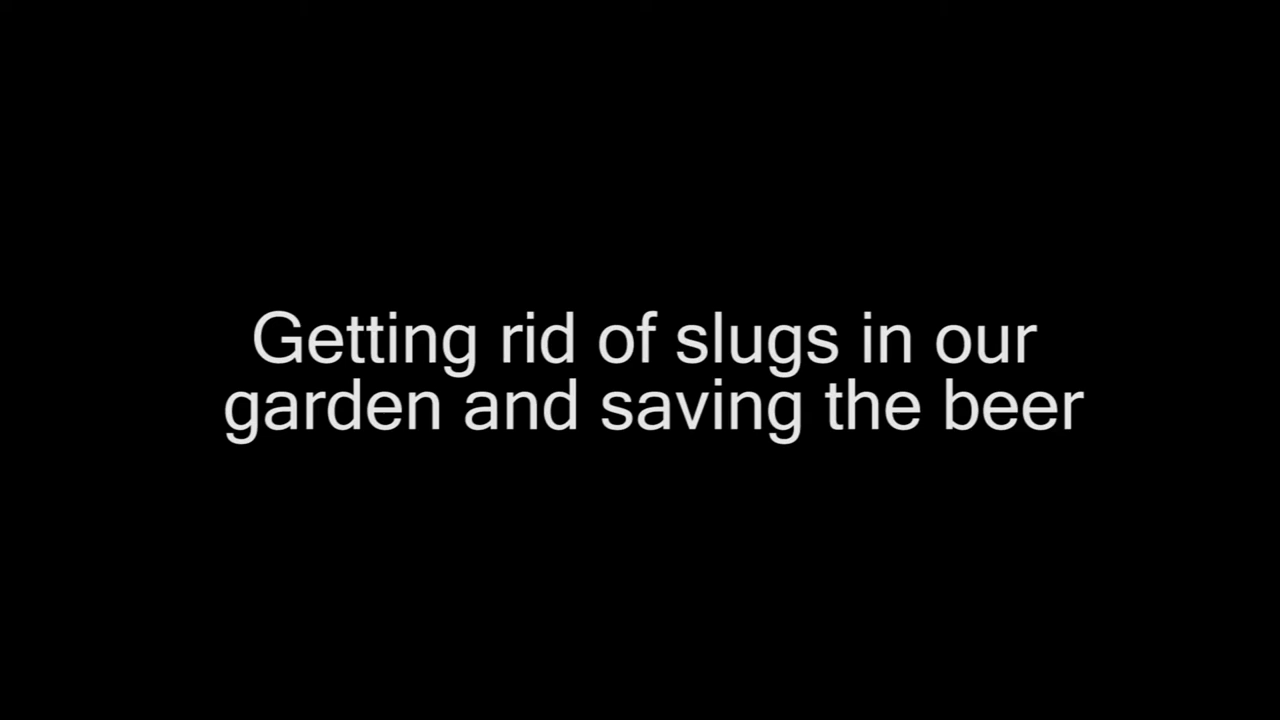 Getting rid of slugs in our
garden and saving the beer